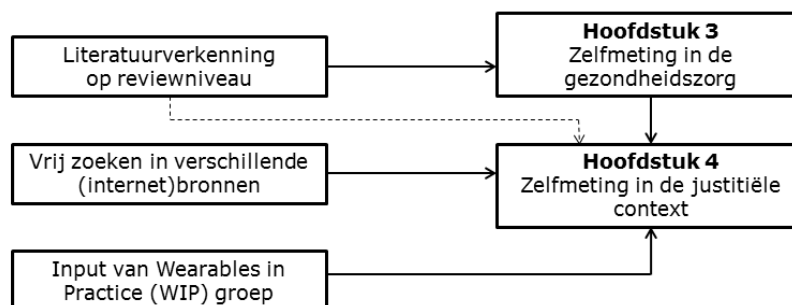 Literatuurverkenning
op reviewniveau
Hoofdstuk 3
Zelfmeting in de
gezondheidszorg
Vrij zoeken in verschillende
(internet)bronnen
Hoofdstuk 4
Zelfmeting in de justitiële
context
Input van Wearables in
Practice (WIP) groep